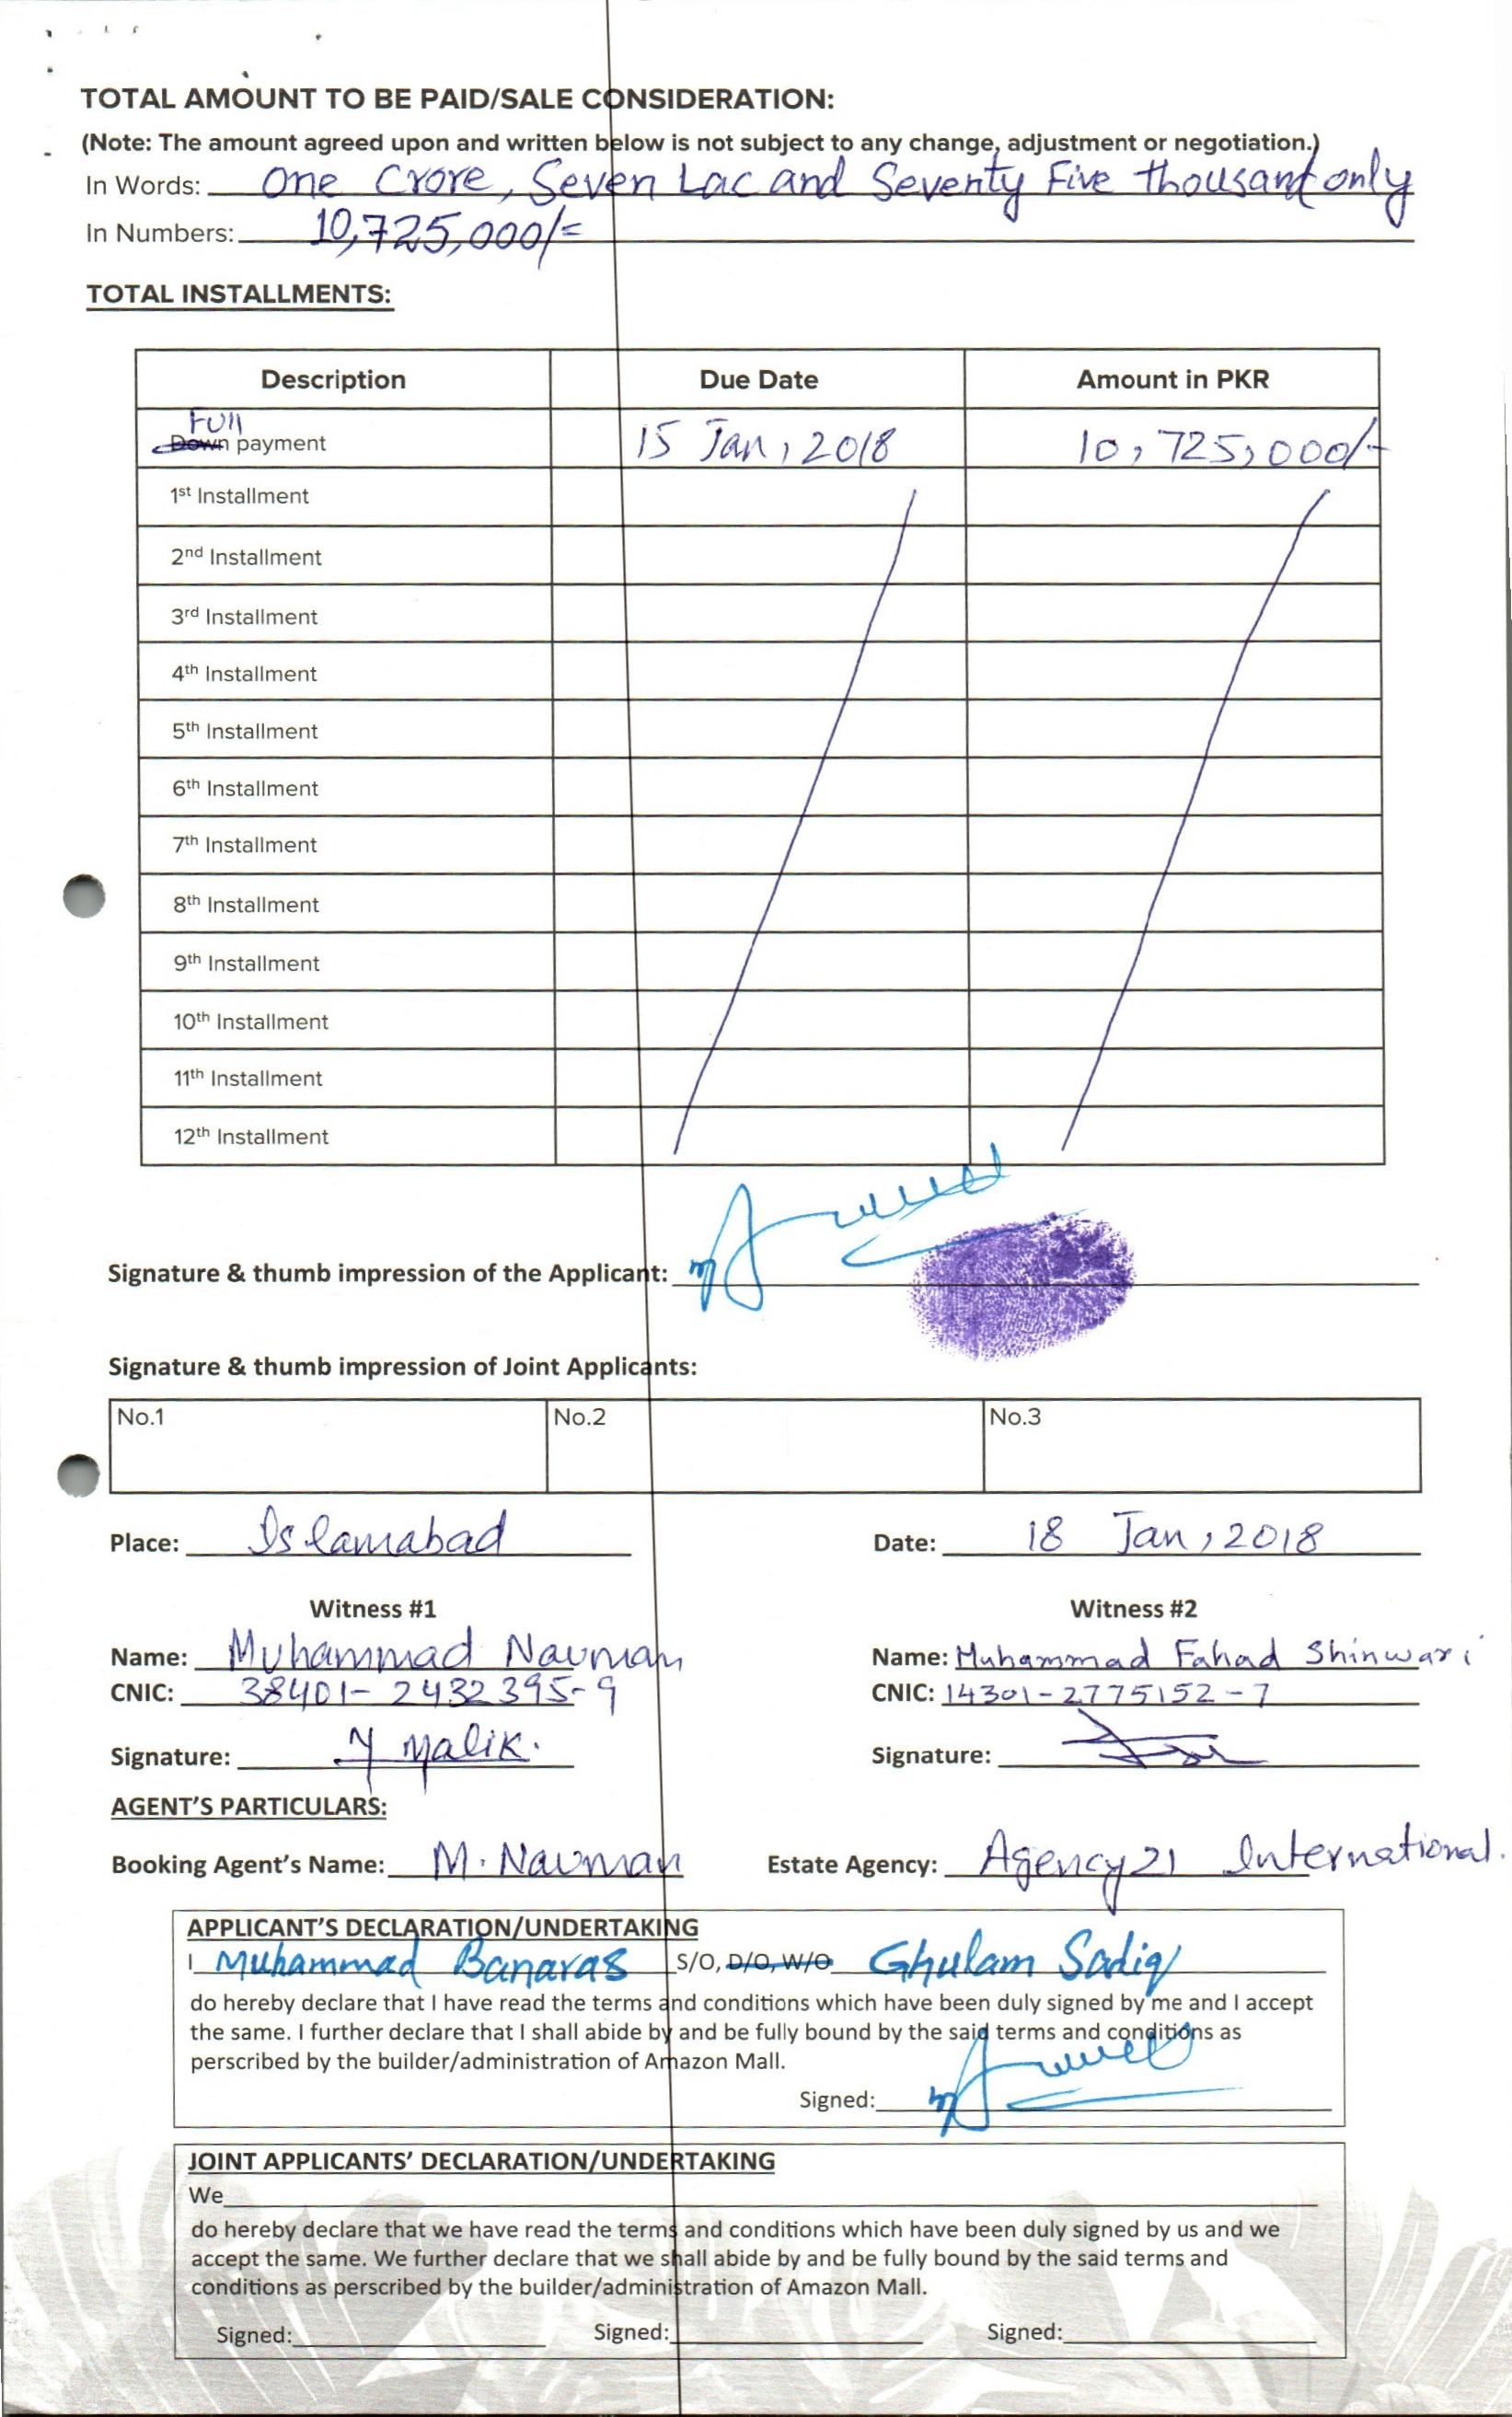 TOTAL AMOUNT TO BE PAID/SALE CONSIDERATION:
(Note: The amount agreed upon and written below is not subject to any change, adjustment or negotiation.)
In Words: One Crore, Seven Lac and Seventy Five thousand only
In Numbers: 10,725,000/=
TOTAL INSTALLMENTS:
Description Due Date Amount in PKR
Full
Down payment 15 Jan, 2018 10,725,000/-
1st Installment
2nd Installment
3rd Installment
4th Installment
5th Installment
6th Installment
7th Installment
8th Installment
9th Installment
10th Installment
11th Installment
12th Installment
Signature & thumb impression of the Applicant:
Signature & thumb impression of Joint Applicants:
No.1 No.2 No.3
Place: Islamabad Date: 18 Jan, 2018
Witness #1 Witness #2
Name: Muhammad Nauman Name: Muhammad Fahad Shinwari
CNIC: 38401-2432395-9 CNIC: 14301-2775152-7
Signature: M Malik. Signature:
AGENT'S PARTICULARS:
Booking Agent's Name: M. Nauman Estate Agency: Agency21 International.
APPLICANT'S DECLARATION/UNDERTAKING
I Muhammad Banaras S/O, D/O, W/O Ghulam Sadiq
do hereby declare that I have read the terms and conditions which have been duly signed by me and I accept
the same. I further declare that I shall abide by and be fully bound by the said terms and conditions as
perscribed by the builder/administration of Amazon Mall.
Signed:
JOINT APPLICANTS' DECLARATION/UNDERTAKING
We
do hereby declare that we have read the terms and conditions which have been duly signed by us and we
accept the same. We further declare that we shall abide by and be fully bound by the said terms and
conditions as perscribed by the builder/administration of Amazon Mall.
Signed: Signed: Signed: